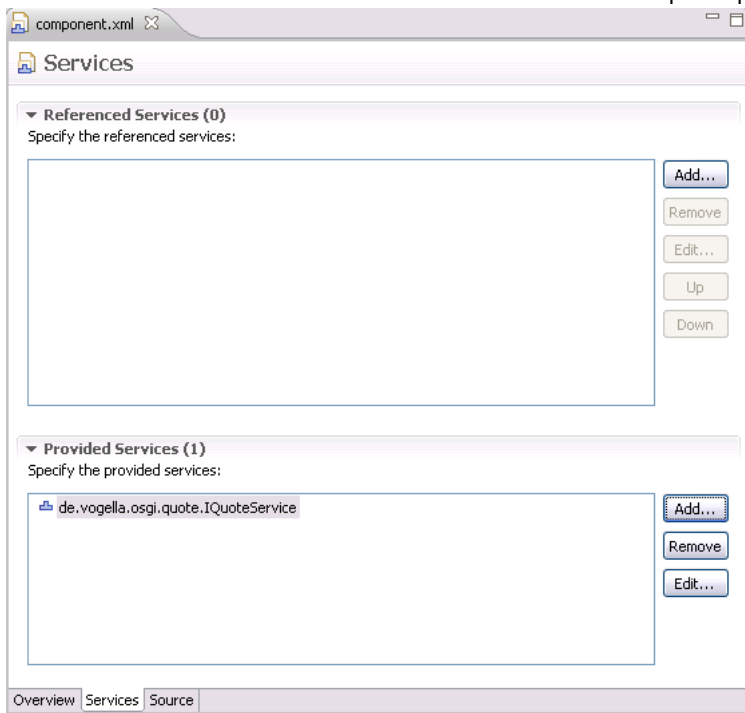 component.xml
Services
Referenced Services (0)
Specify the referenced services:
Add...
Remove
Edit...
Up
Down
Provided Services (1)
Specify the provided services:
de.vogella.osgi.quote.IQuoteService
Add...
Remove
Edit...
Overview Services Source